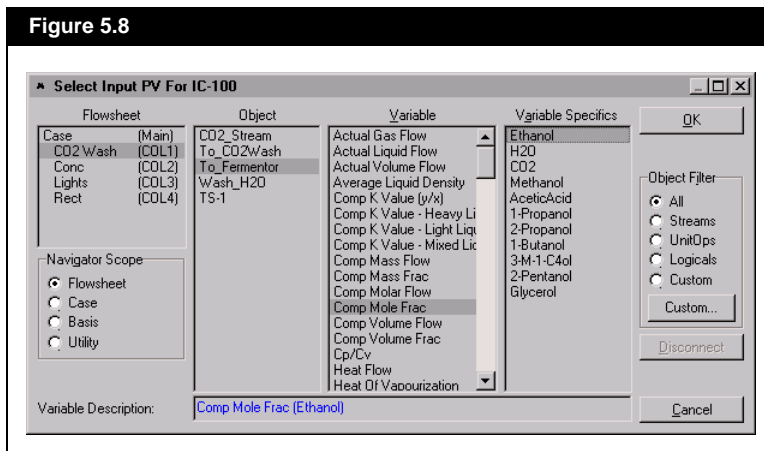 Figure 5.8
Select Input PV For IC-100
Flowsheet
Case (Main)
CO2 Wash (COL1)
Conc (COL2)
Lights (COL3)
Rect (COL4)
Navigator Scope
Flowsheet
Case
Basis
Utility
Object
CO2_Stream
To_CO2Wash
To_Fermentor
Wash_H2O
TS-1
Variable
Actual Gas Flow
Actual Liquid Flow
Actual Volume Flow
Average Liquid Density
Comp K Value (y/x)
Comp K Value - Heavy Li
Comp K Value - Light Liqu
Comp K Value - Mixed Lic
Comp Mass Flow
Comp Mass Frac
Comp Molar Flow
Comp Mole Frac
Comp Volume Flow
Comp Volume Frac
Cp/Cv
Heat Flow
Heat Of Vapourization
Variable Specifics
Ethanol
H2O
CO2
Methanol
AceticAcid
1-Propanol
2-Propanol
1-Butanol
3-M-1-C4ol
2-Pentanol
Glycerol
OK
Object Filter
All
Streams
UnitOps
Logicals
Custom
Custom...
Disconnect
Variable Description: Comp Mole Frac (Ethanol)
Cancel